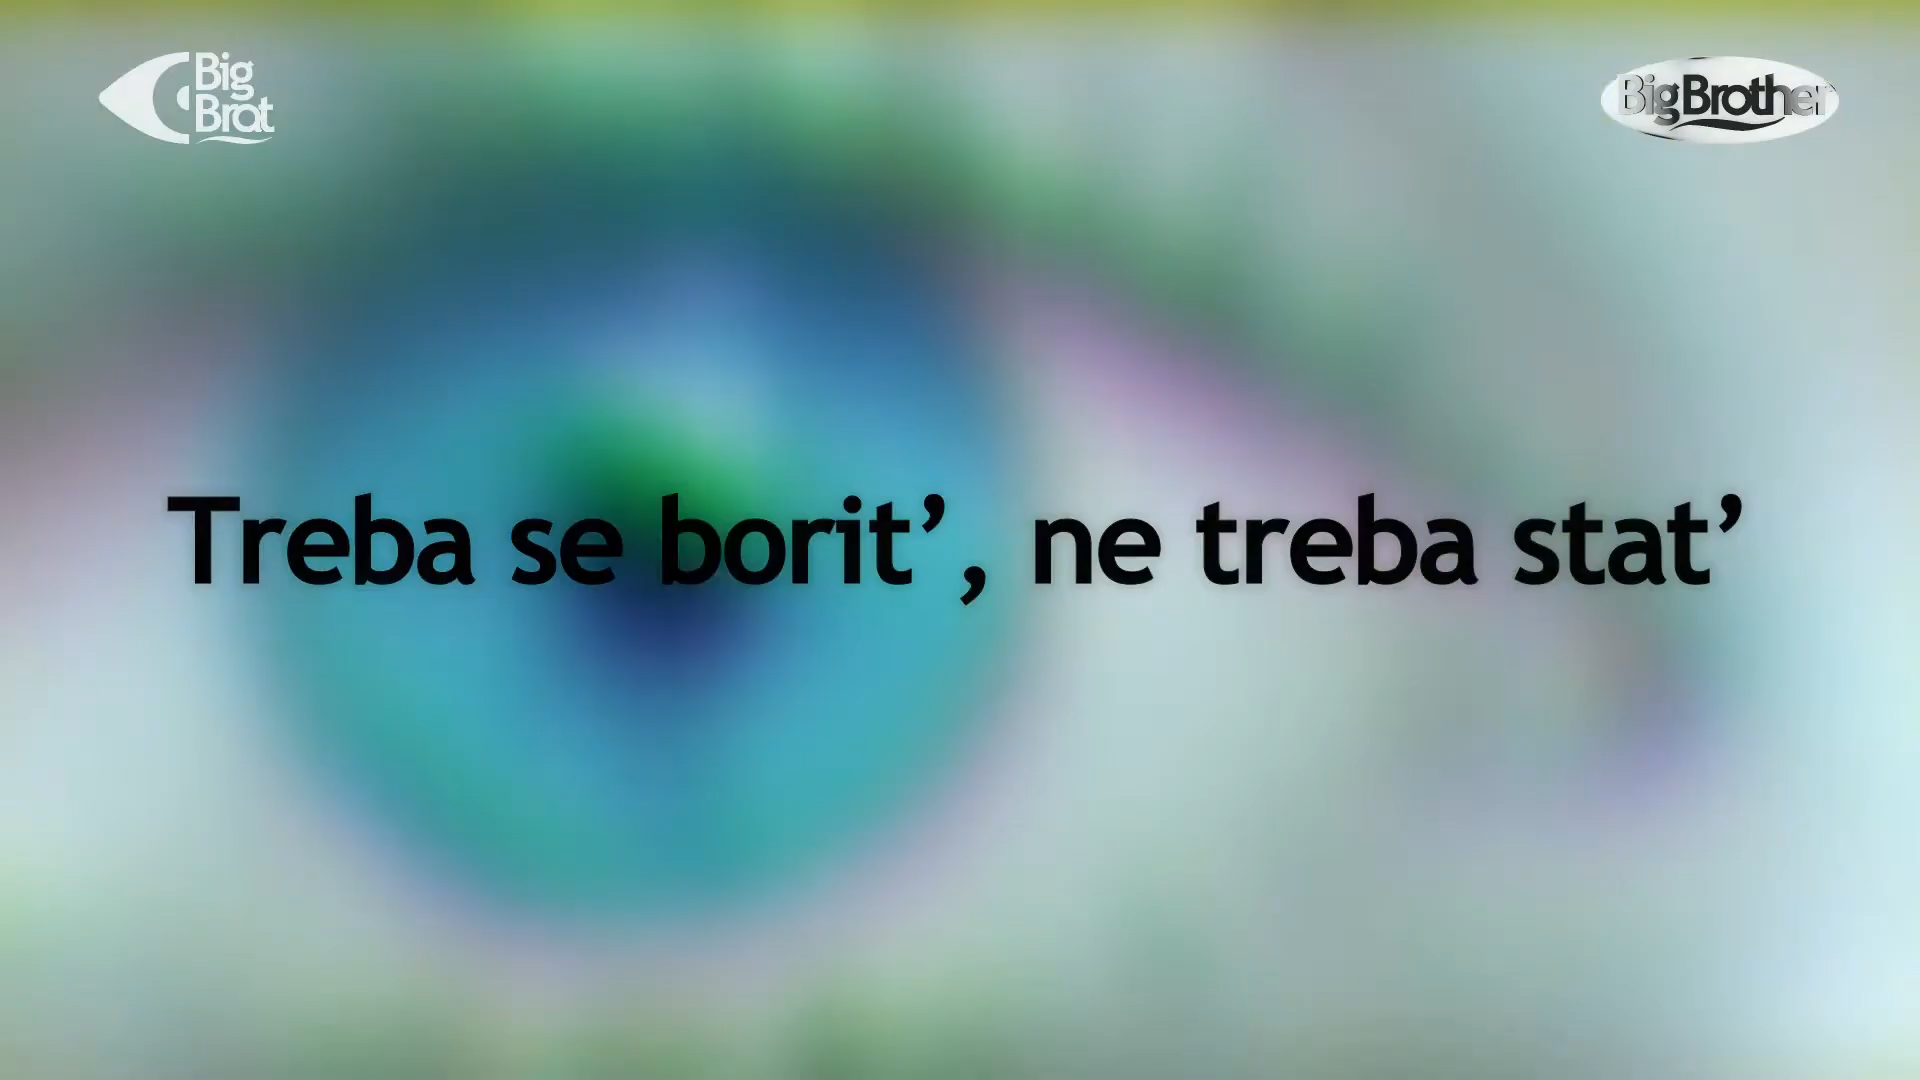 Big
Brat
BigBrother
Treba se borit’, ne treba stat’